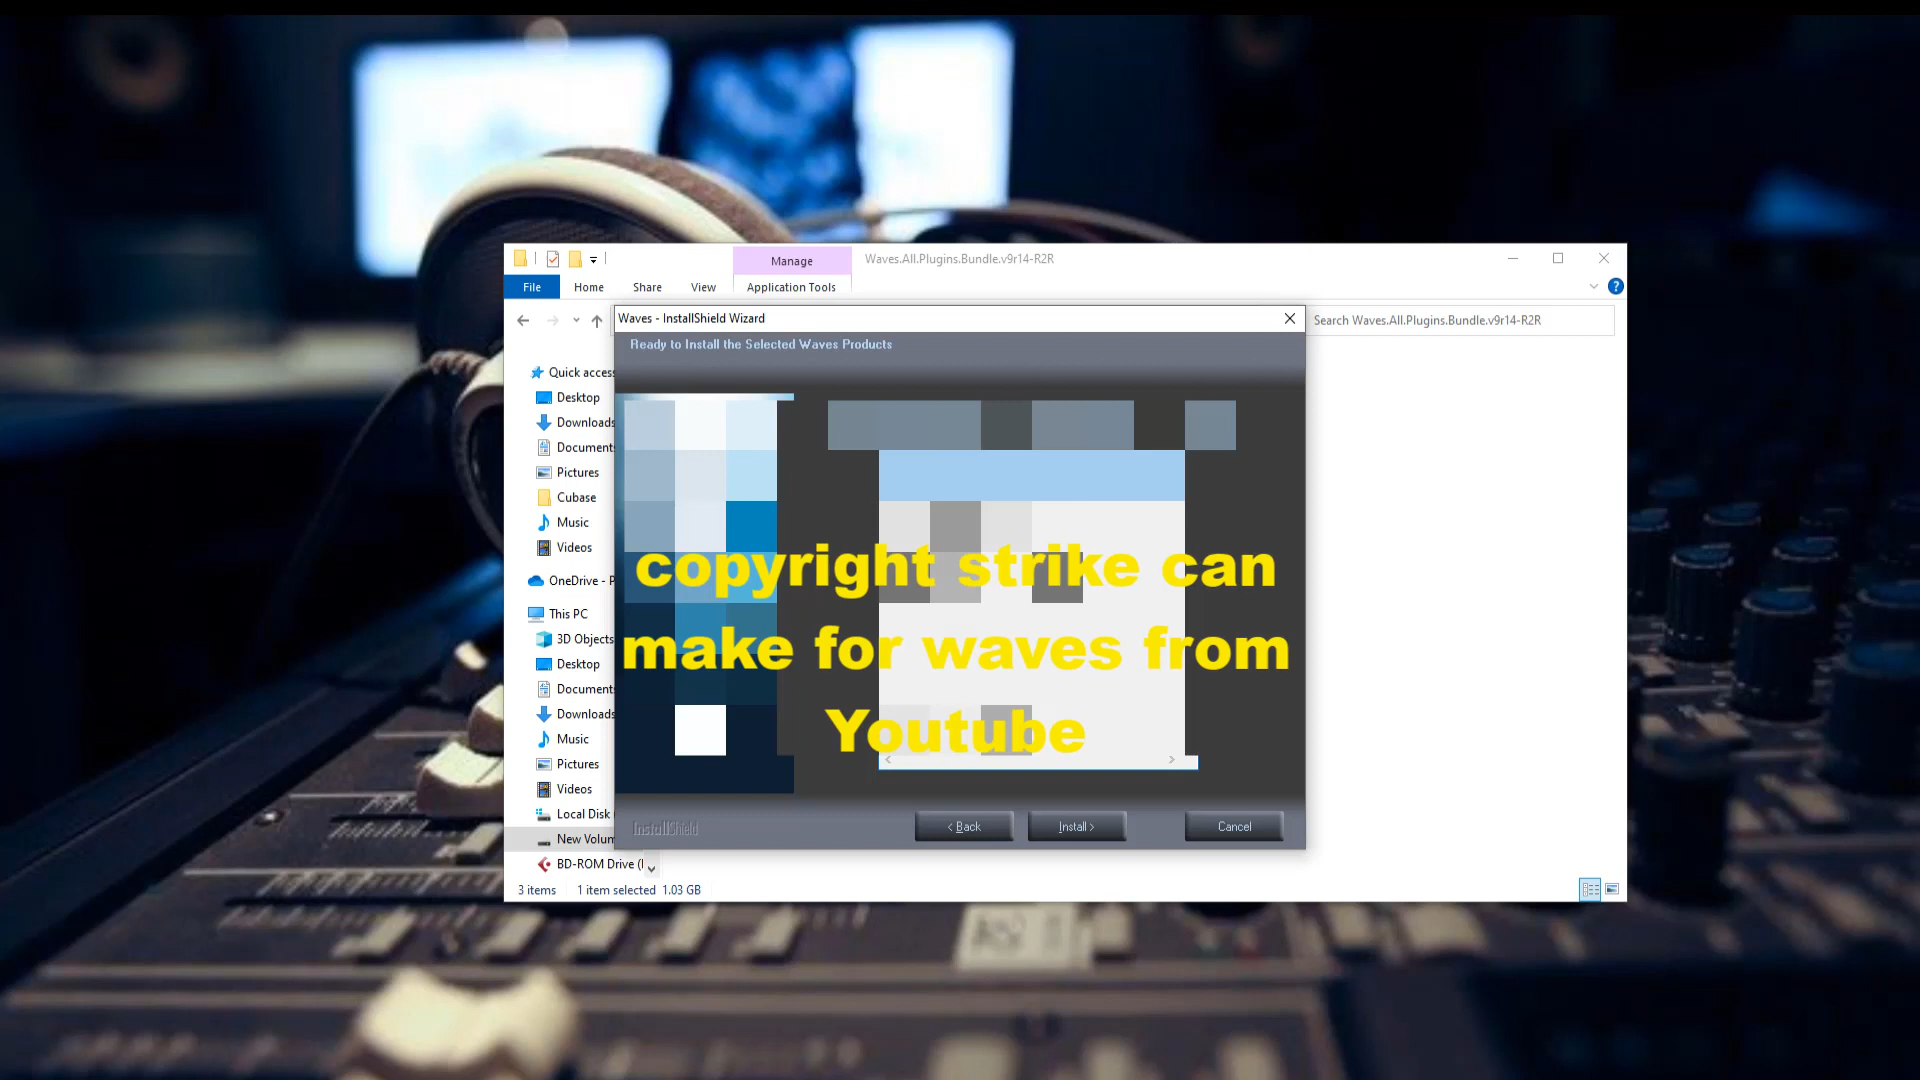 Manage
Waves.All.Plugins.Bundle.v9r14-R2R
File
Home
Share
View
Application Tools
Waves - InstallShield Wizard
Search Waves.All.Plugins.Bundle.v9r14-R2R
Ready to Install the Selected Waves Products
Quick access
Desktop
Downloads
Document
Pictures
Cubase
Music
Videos
OneDrive - P
This PC
3D Objects
Desktop
Document
Downloads
Music
Pictures
Videos
Local Disk
New Volum
BD-ROM Drive (
copyright strike can
make for waves from
Youtube
InstallShield
< Back
Install >
Cancel
3 items
1 item selected 1.03 GB